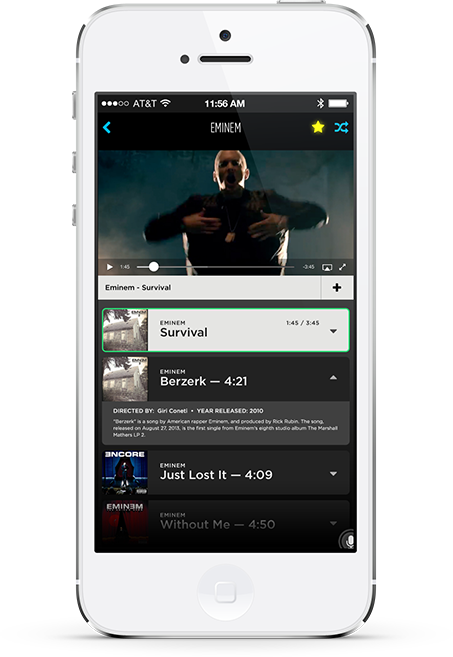 AT&T 11:56 AM
EMINEM
1:45 -3:45
Eminem - Survival +
EMINEM 1:45 / 3:45
Survival
EMINEM
Berzerk — 4:21
DIRECTED BY: Giri Coneti • YEAR RELEASED: 2010
"Berzerk" is a song by American rapper Eminem, and produced by Rick Rubin. The song,
released on August 27, 2013, is the first single from Eminem's eighth studio album The Marshall
Mathers LP 2.
ENCORE
EMINEM
Just Lost It — 4:09
EMINEM
EMINEM
Without Me — 4:50